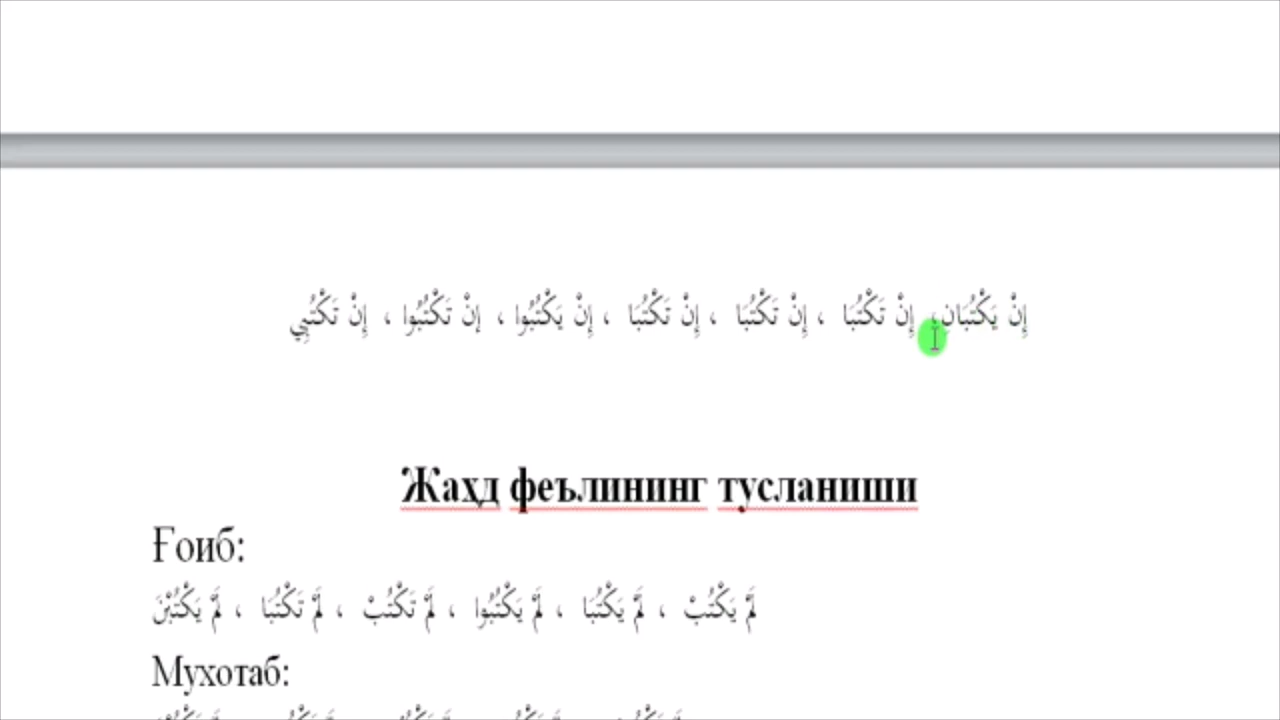 إِنْ يَكْتُبَانِ، إِنْ تَكْتُبَا ، إِنْ تَكْتُبَا ، إِنْ تَكْتُبَا ، إِنْ يَكْتُبُوا ، إِنْ تَكْتُبُوا ، إِنْ تَكْتُبِي
Жаҳд феълининг тусланиши
Ғоиб:
لَمْ يَكْتُبْ ، لَمْ يَكْتُبَا ، لَمْ يَكْتُبُوا ، لَمْ تَكْتُبْ ، لَمْ تَكْتُبَا ، لَمْ يَكْتُبْنَ
Мухотаб: